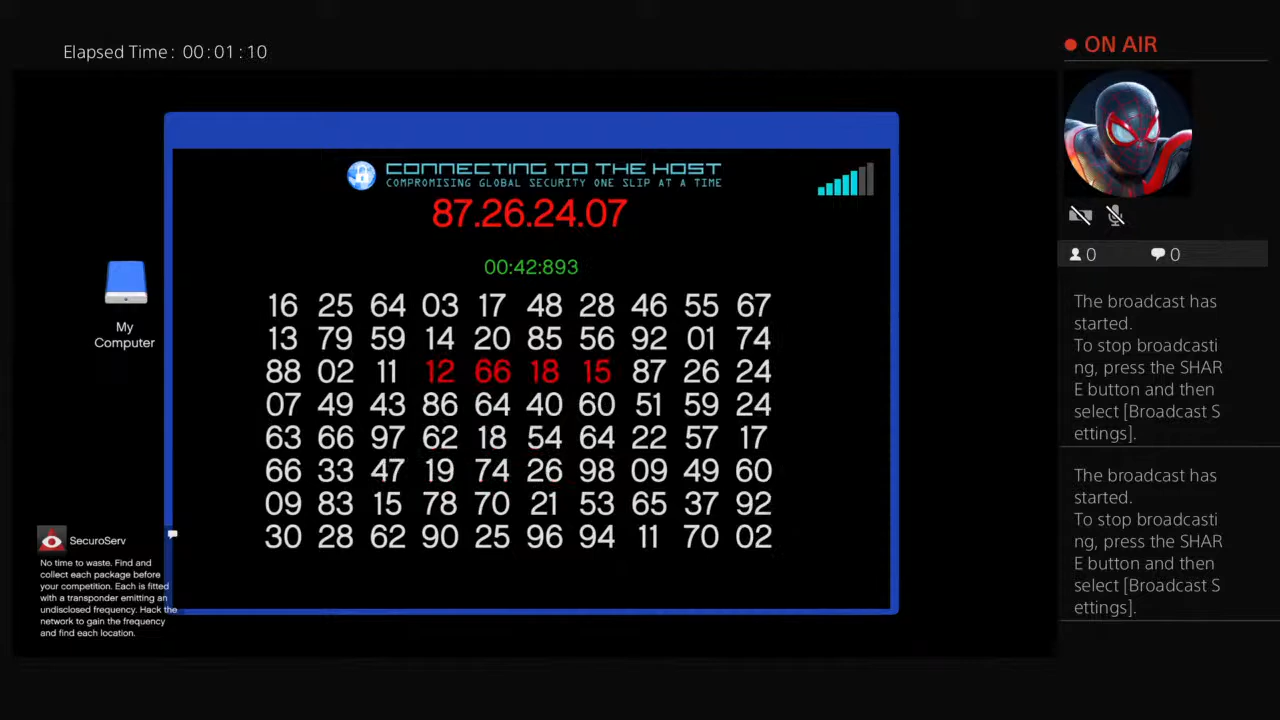 Elapsed Time: 00:01:10
ON AIR
CONNECTING TO THE HOST
COMPROMISING GLOBAL SECURITY ONE SLIP AT A TIME
87.26.24.07
00:42:893
16 25 64 03 17 48 28 46 55 67
13 79 59 14 20 85 56 92 01 74
88 02 11 12 66 18 15 87 26 24
07 49 43 86 64 40 60 51 59 24
63 66 97 62 18 54 64 22 57 17
66 33 47 19 74 26 98 09 49 60
09 83 15 78 70 21 53 65 37 92
30 28 62 90 25 96 94 11 70 02
My
Computer
SecuroServ
No time to waste. Find and
collect each package before
your competition. Each is fitted
with a transponder emitting an
undisclosed frequency. Hack the
network to gain the frequency
and find each location.
0 0
The broadcast has
started.
To stop broadcasti
ng, press the SHAR
E button and then
select [Broadcast S
ettings].
The broadcast has
started.
To stop broadcasti
ng, press the SHAR
E button and then
select [Broadcast S
ettings].